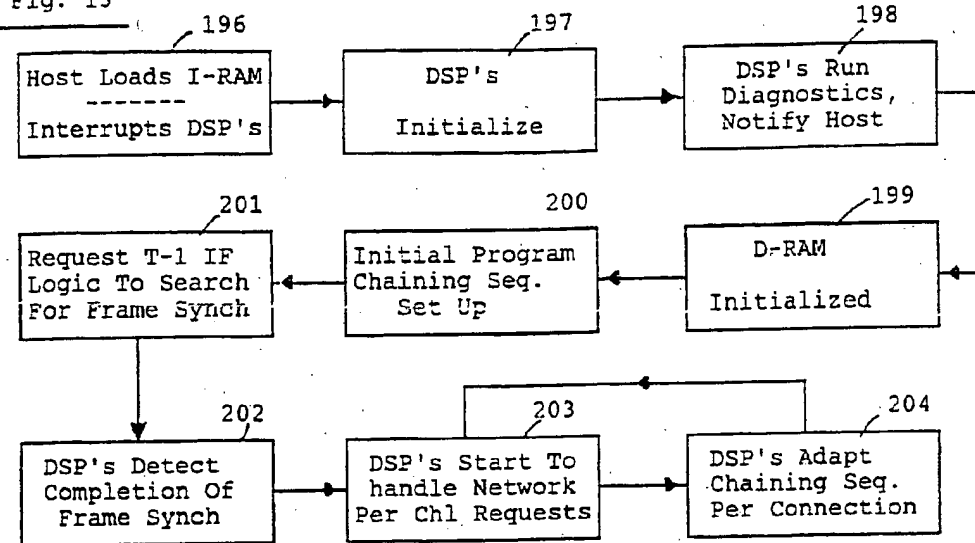 Fig. 15
196
Host Loads I-RAM
-------
Interrupts DSP's
197
DSP's
Initialize
198
DSP's Run
Diagnostics,
Notify Host
199
D-RAM
Initialized
200
Initial Program
Chaining Seq.
Set Up
201
Request T-1 IF
Logic To Search
For Frame Synch
202
DSP's Detect
Completion Of
Frame Synch
203
DSP's Start To
handle Network
Per Chl Requests
204
DSP's Adapt
Chaining Seq.
Per Connection